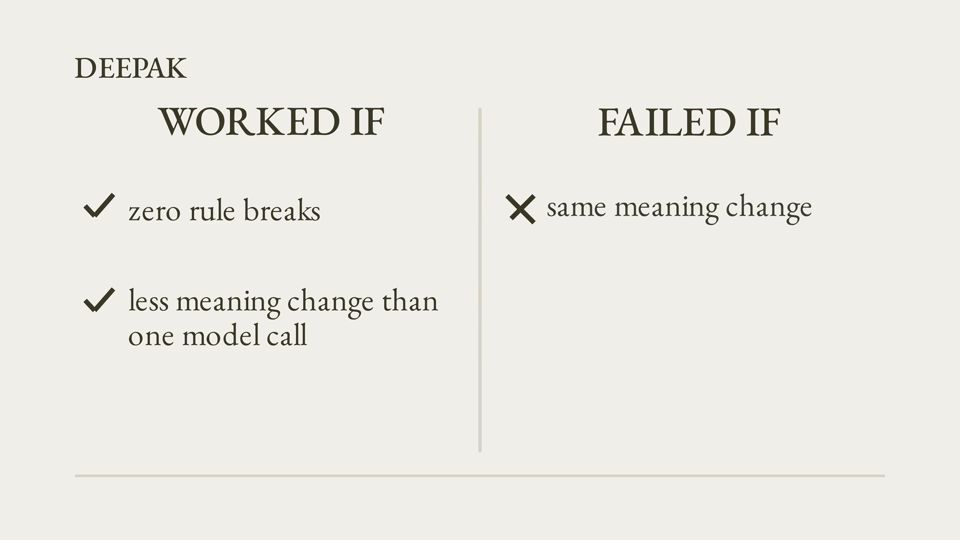 DEEPAK
WORKED IF
zero rule breaks
less meaning change than
one model call
FAILED IF
same meaning change